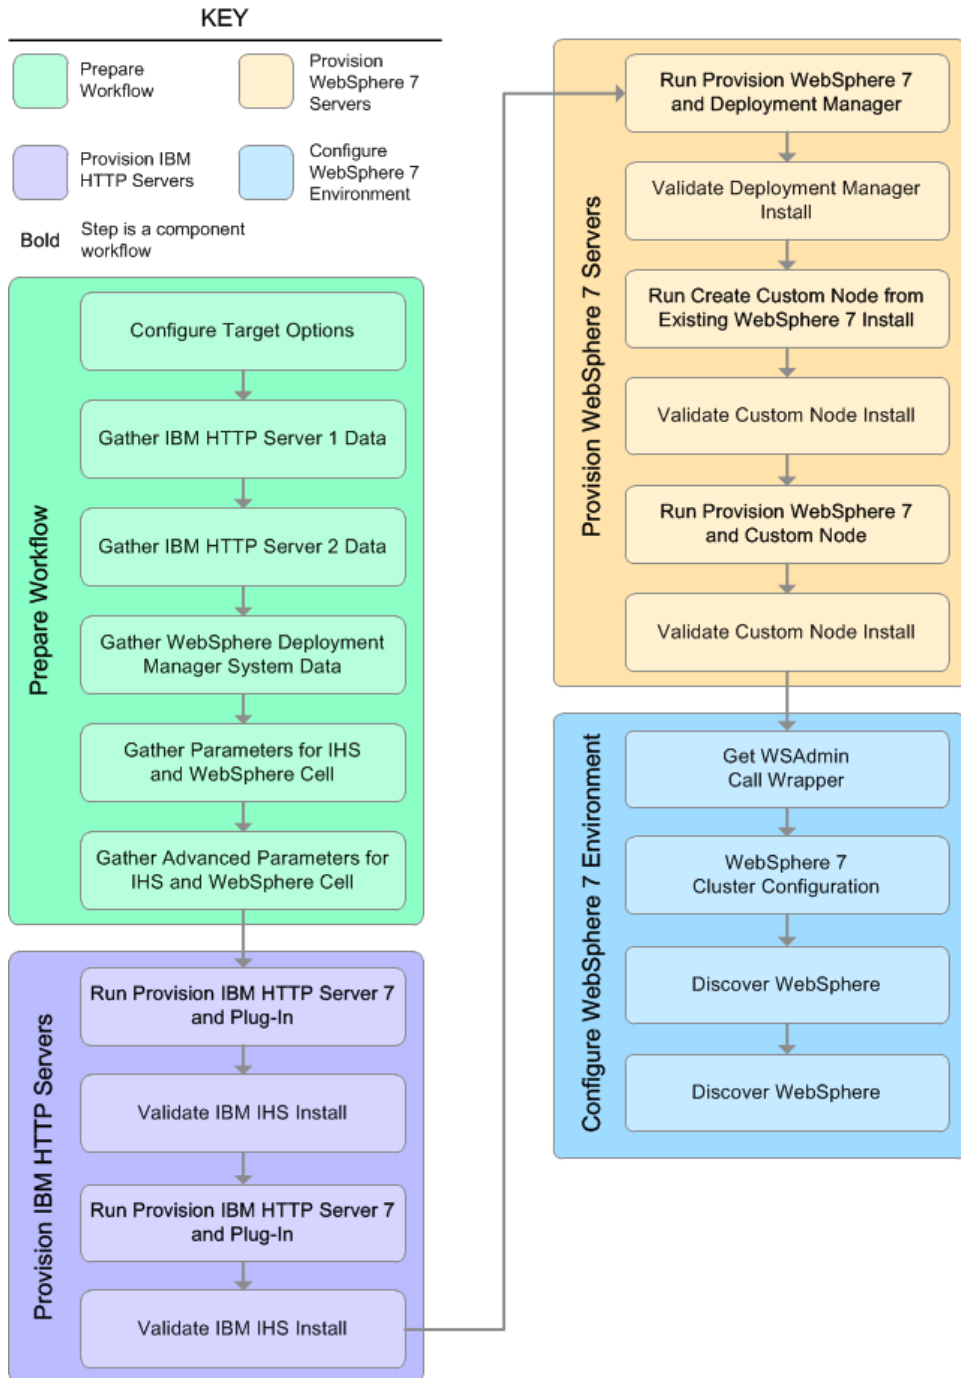 KEY
Prepare
Workflow
Provision
WebSphere 7
Servers
Provision IBM
HTTP Servers
Configure
WebSphere 7
Environment
Bold
Step is a component
workflow
Prepare Workflow
Configure Target Options
Gather IBM HTTP Server 1 Data
Gather IBM HTTP Server 2 Data
Gather WebSphere Deployment
Manager System Data
Gather Parameters for IHS
and WebSphere Cell
Gather Advanced Parameters for
IHS and WebSphere Cell
Provision IBM HTTP Servers
Run Provision IBM HTTP Server 7
and Plug-In
Validate IBM IHS Install
Run Provision IBM HTTP Server 7
and Plug-In
Validate IBM IHS Install
Provision WebSphere 7 Servers
Run Provision WebSphere 7
and Deployment Manager
Validate Deployment Manager
Install
Run Create Custom Node from
Existing WebSphere 7 Install
Validate Custom Node Install
Run Provision WebSphere 7
and Custom Node
Validate Custom Node Install
Configure WebSphere 7 Environment
Get WSAdmin
Call Wrapper
WebSphere 7
Cluster Configuration
Discover WebSphere
Discover WebSphere